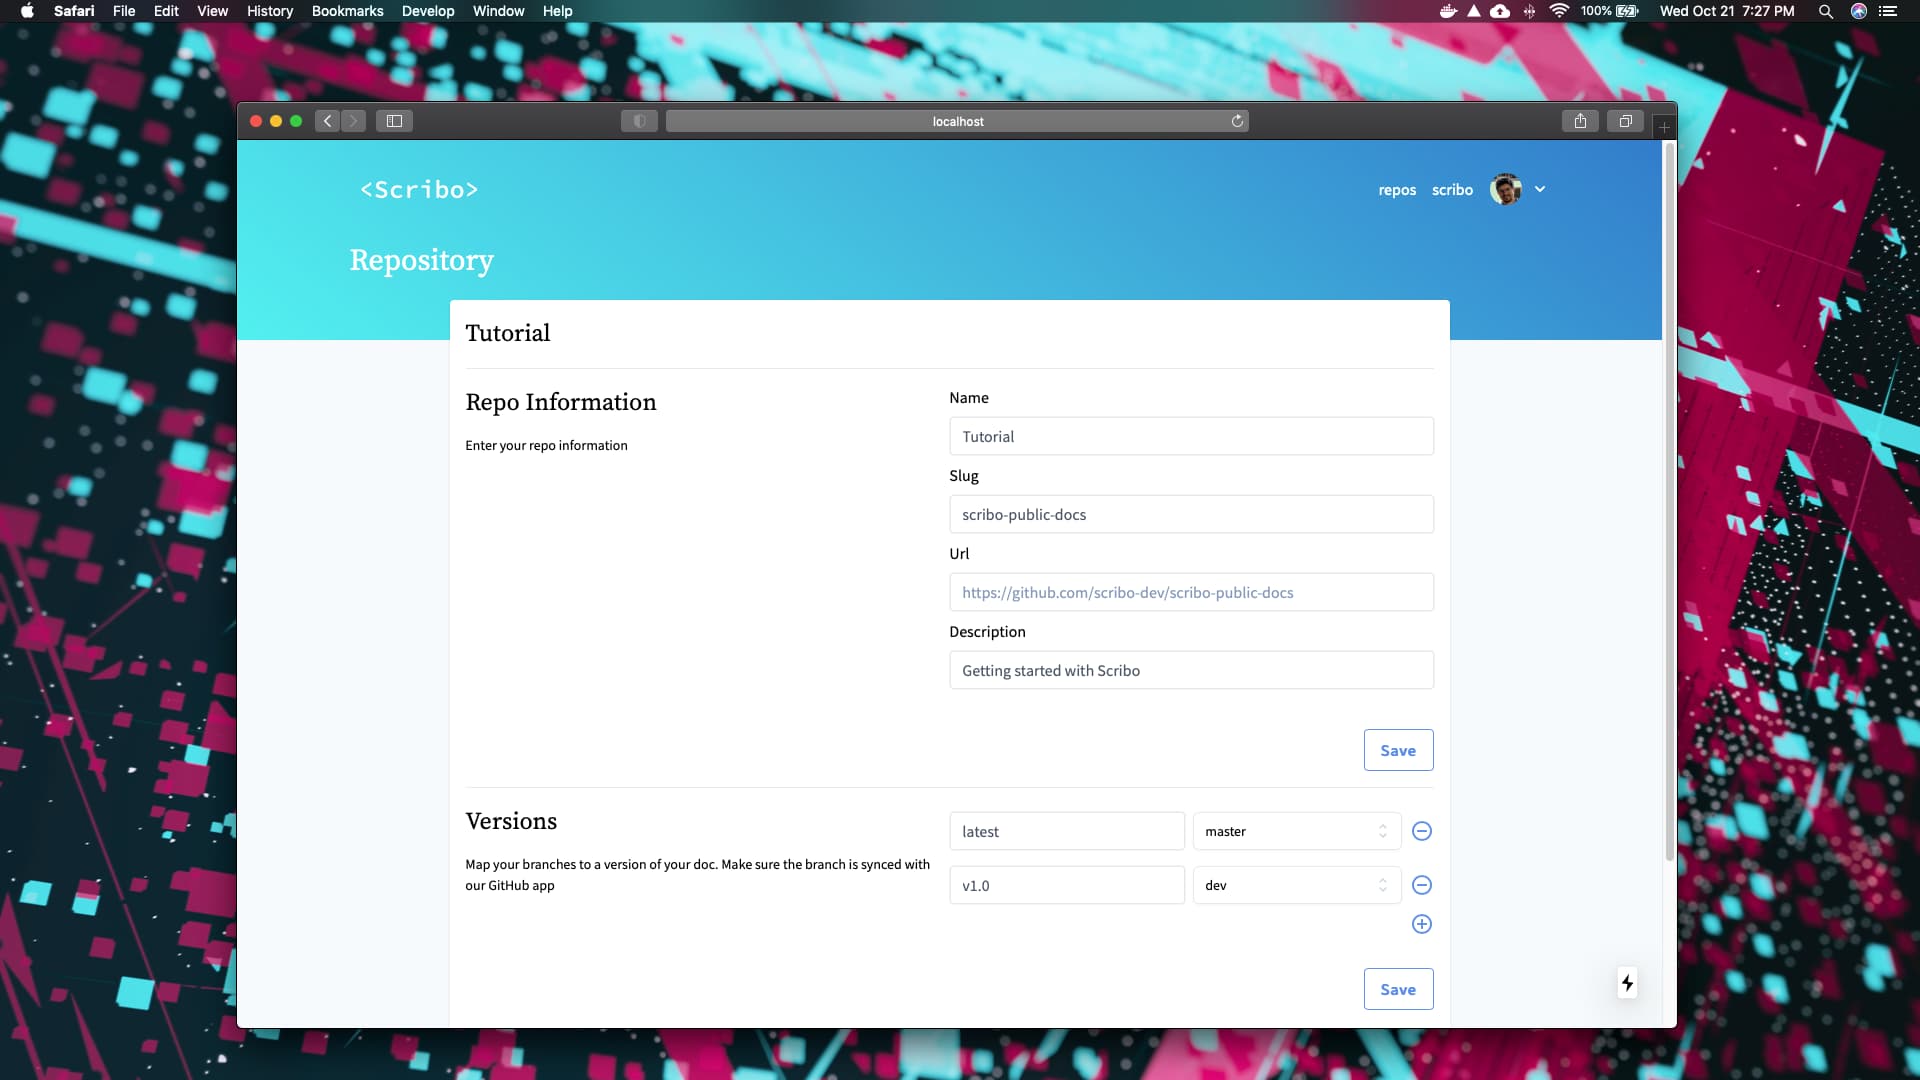 Safari File Edit View History Bookmarks Develop Window Help 100% Wed Oct 21 7:27 PM
localhost
<Scribo> repos scribo
Repository
Tutorial
Repo Information
Enter your repo information
Name
Tutorial
Slug
scribo-public-docs
Url
https://github.com/scribo-dev/scribo-public-docs
Description
Getting started with Scribo
Save
Versions
Map your branches to a version of your doc. Make sure the branch is synced with
our GitHub app
latest master
v1.0 dev
Save